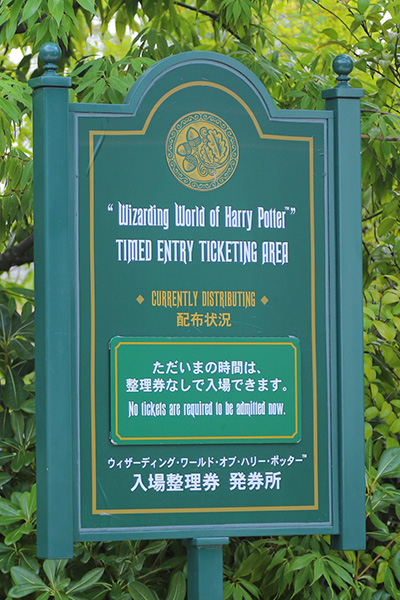 “ Wizarding World of Harry Potter™”
TIMED ENTRY TICKETING AREA
◆ CURRENTLY DISTRIBUTING ◆
配布状況
ただいまの時間は、
整理券なしで入場できます。
No tickets are required to be admitted now.
ウィザーディング・ワールド・オブ・ハリー・ポッター™
入場整理券 発券所